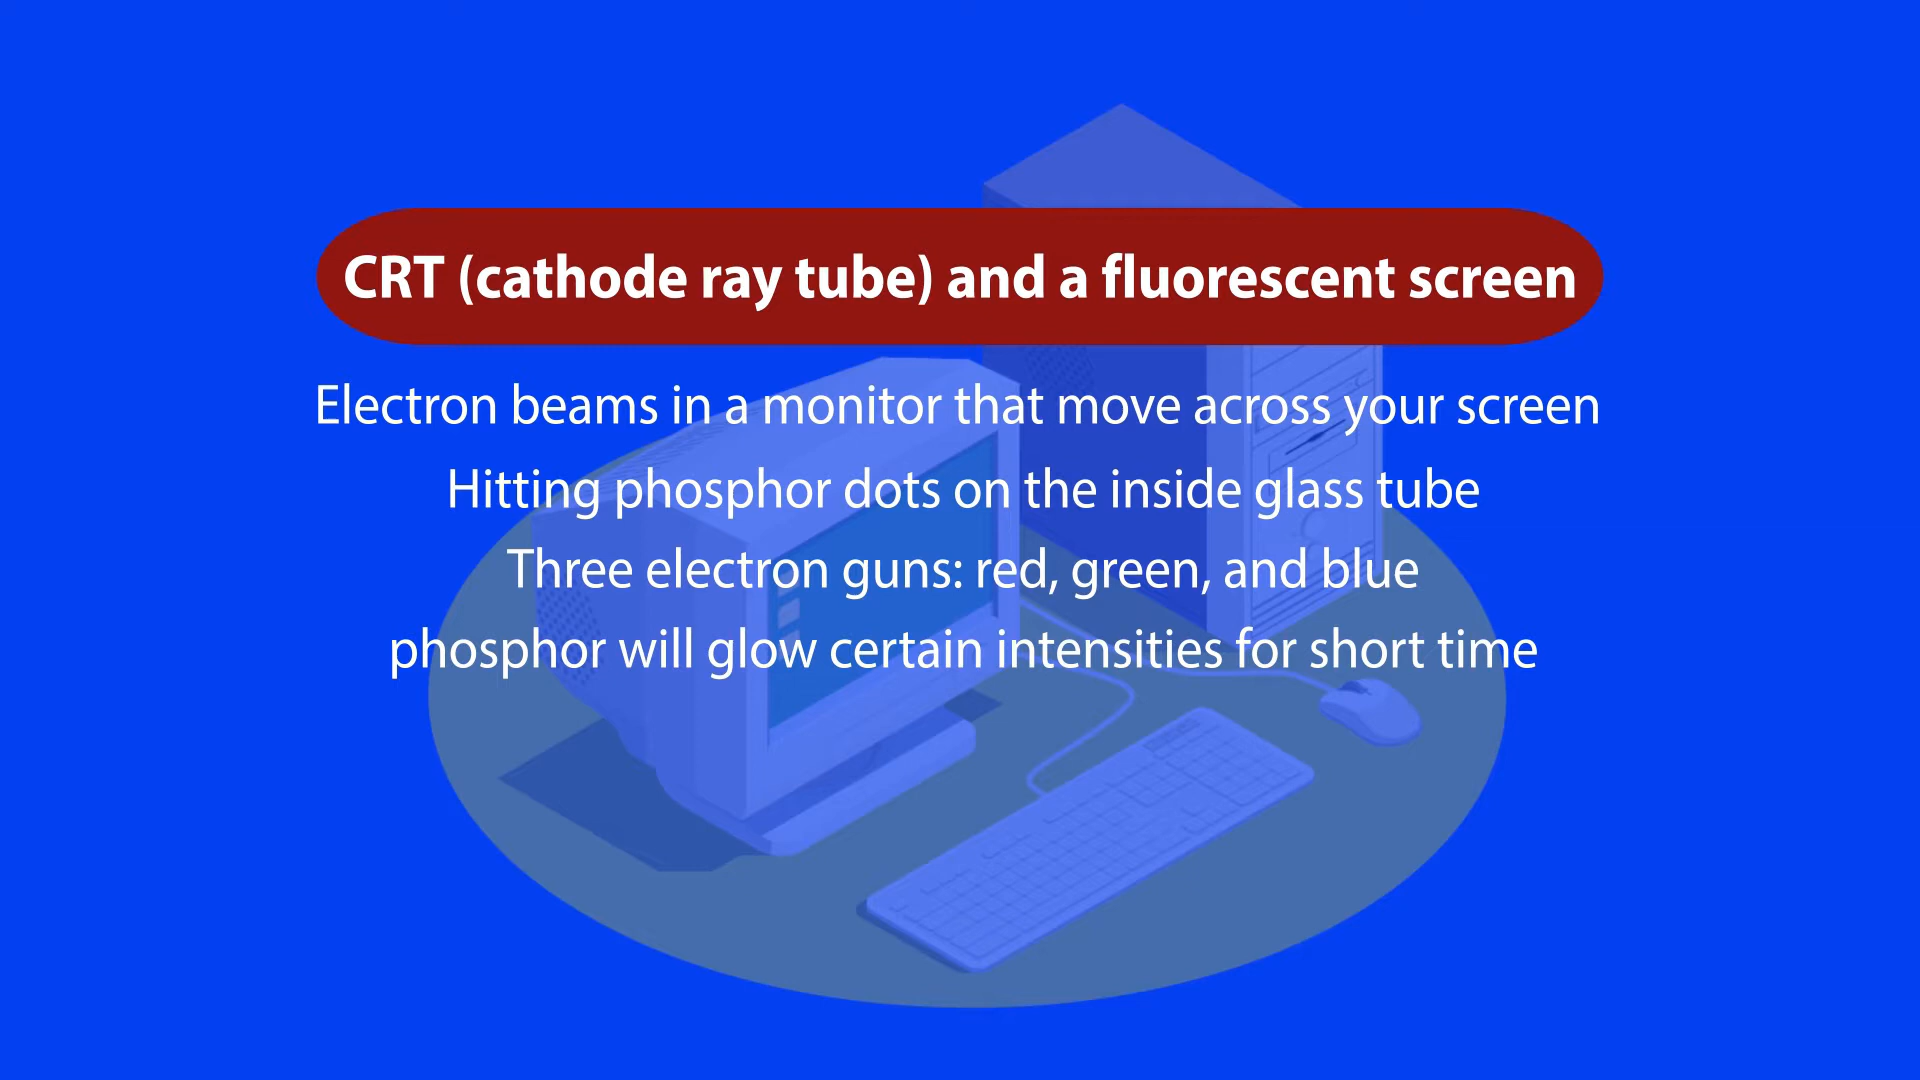 CRT (cathode ray tube) and a fluorescent screen
Electron beams in a monitor that move across your screen
Hitting phosphor dots on the inside glass tube
Three electron guns: red, green, and blue
phosphor will glow certain intensities for short time